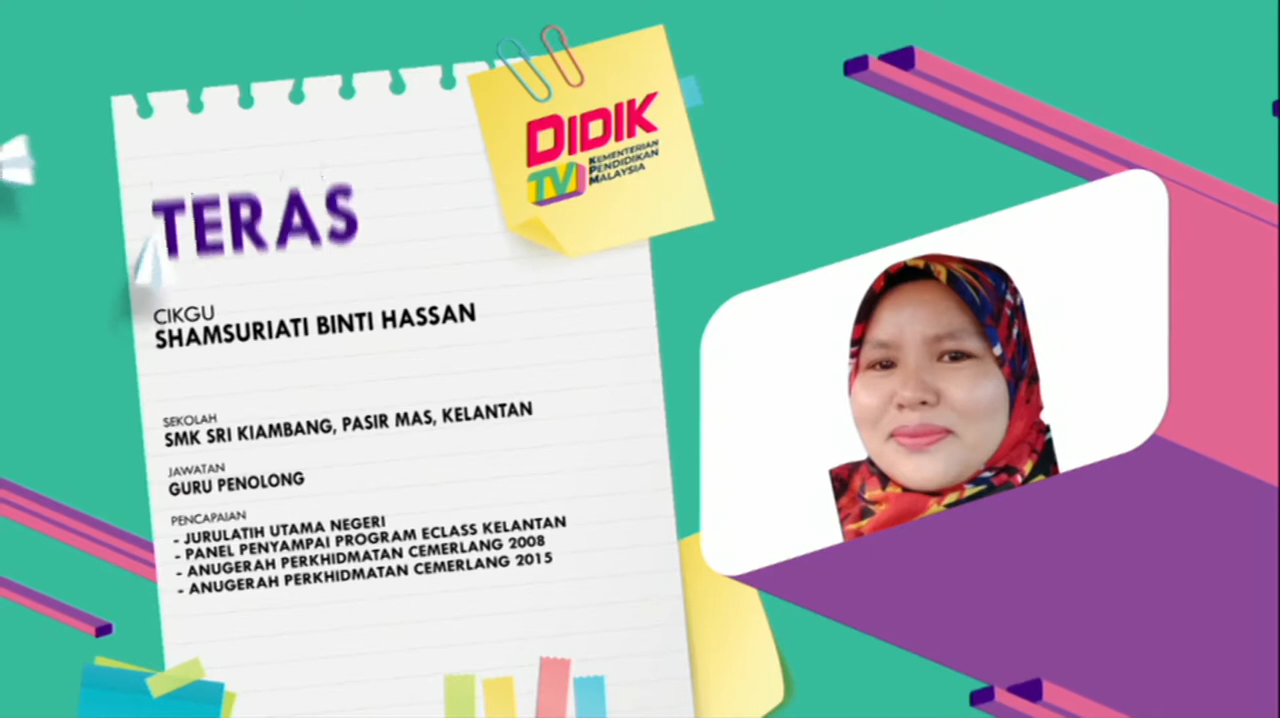 DIDIK
TV KEMENTERIAN
PENDIDIKAN
MALAYSIA
TERAS
CIKGU
SHAMSURIATI BINTI HASSAN
SEKOLAH
SMK SRI KIAMBANG, PASIR MAS, KELANTAN
JAWATAN
GURU PENOLONG
PENCAPAIAN
- JURULATIH UTAMA NEGERI
- PANEL PENYAMPAI PROGRAM ECLASS KELANTAN
- ANUGERAH PERKHIDMATAN CEMERLANG 2008
- ANUGERAH PERKHIDMATAN CEMERLANG 2015